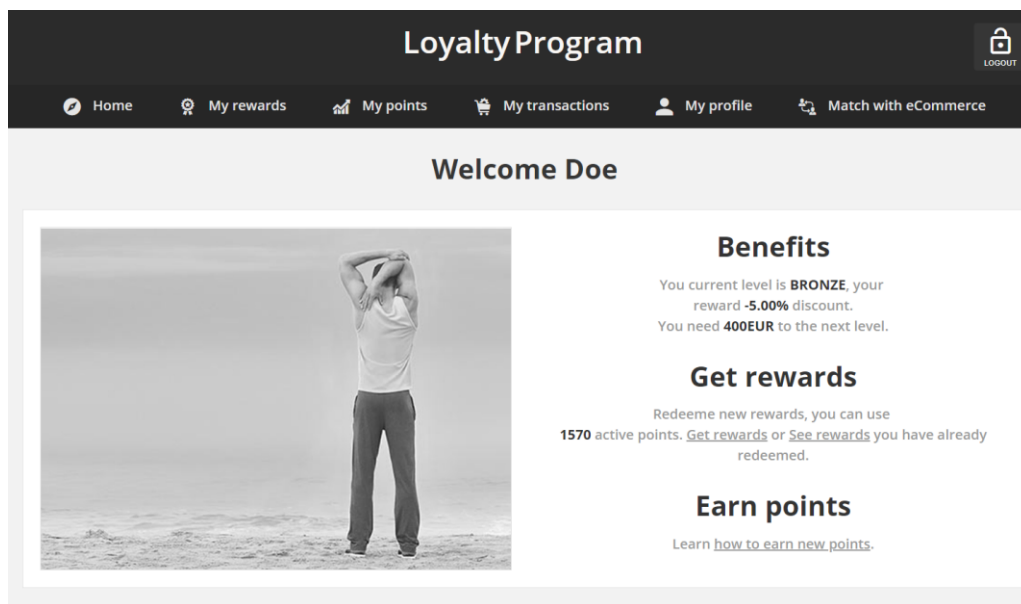 Loyalty Program
LOGOUT
Home My rewards My points My transactions My profile Match with eCommerce
Welcome Doe
Benefits
You current level is BRONZE, your
reward -5.00% discount.
You need 400EUR to the next level.
Get rewards
Redeeme new rewards, you can use
1570 active points. Get rewards or See rewards you have already
redeemed.
Earn points
Learn how to earn new points.